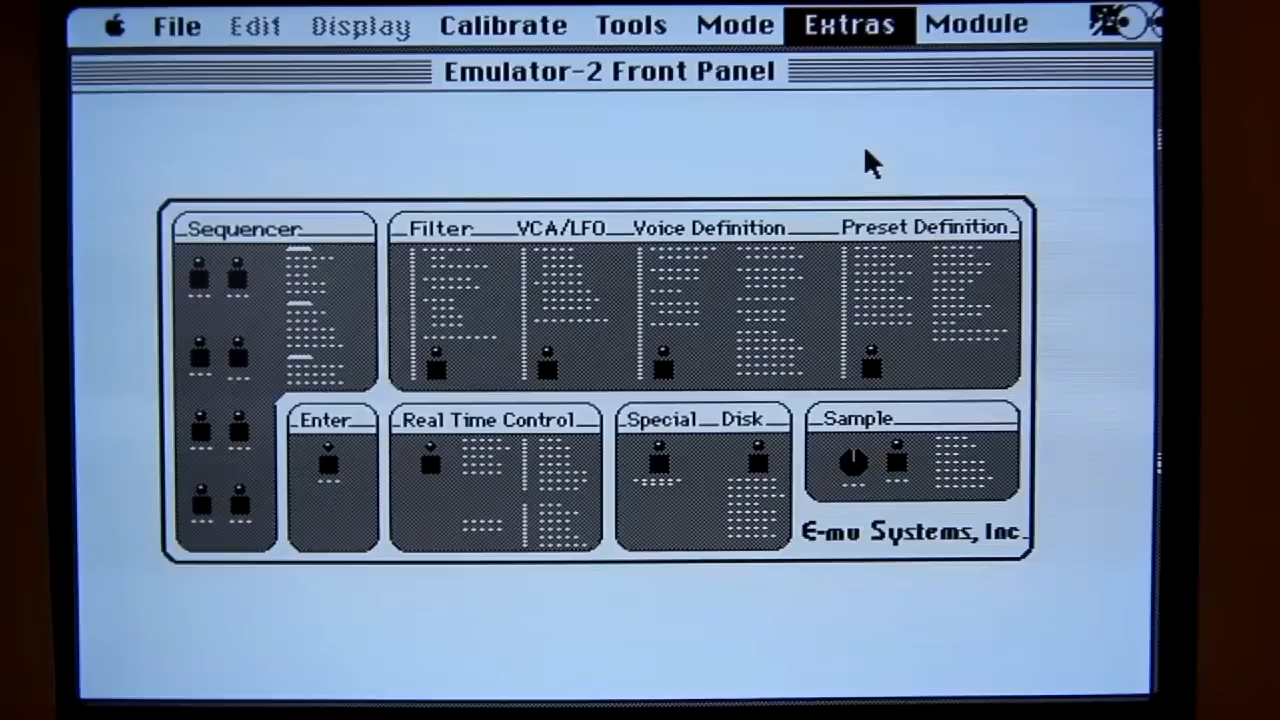 File Edit Display Calibrate Tools Mode Extras Module
Emulator-2 Front Panel
Sequencer
Filter VCA/LFO Voice Definition Preset Definition
Enter Real Time Control Special Disk Sample
E-mu Systems, Inc.